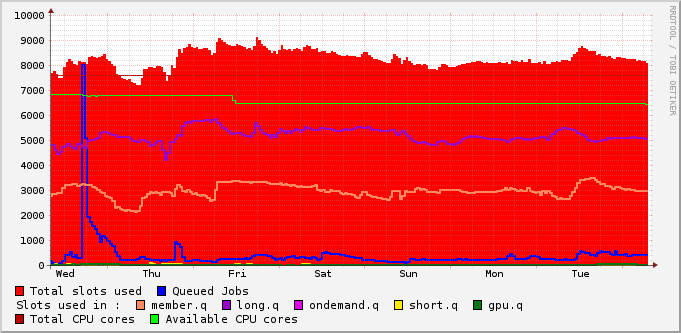 10000
9000
8000
7000
6000
5000
4000
3000
2000
1000
0
Wed Thu Fri Sat Sun Mon Tue
Total slots used Queued Jobs
Slots used in : member.q long.q ondemand.q short.q gpu.q
Total CPU cores Available CPU cores
RRDTOOL / TOBI OETIKER